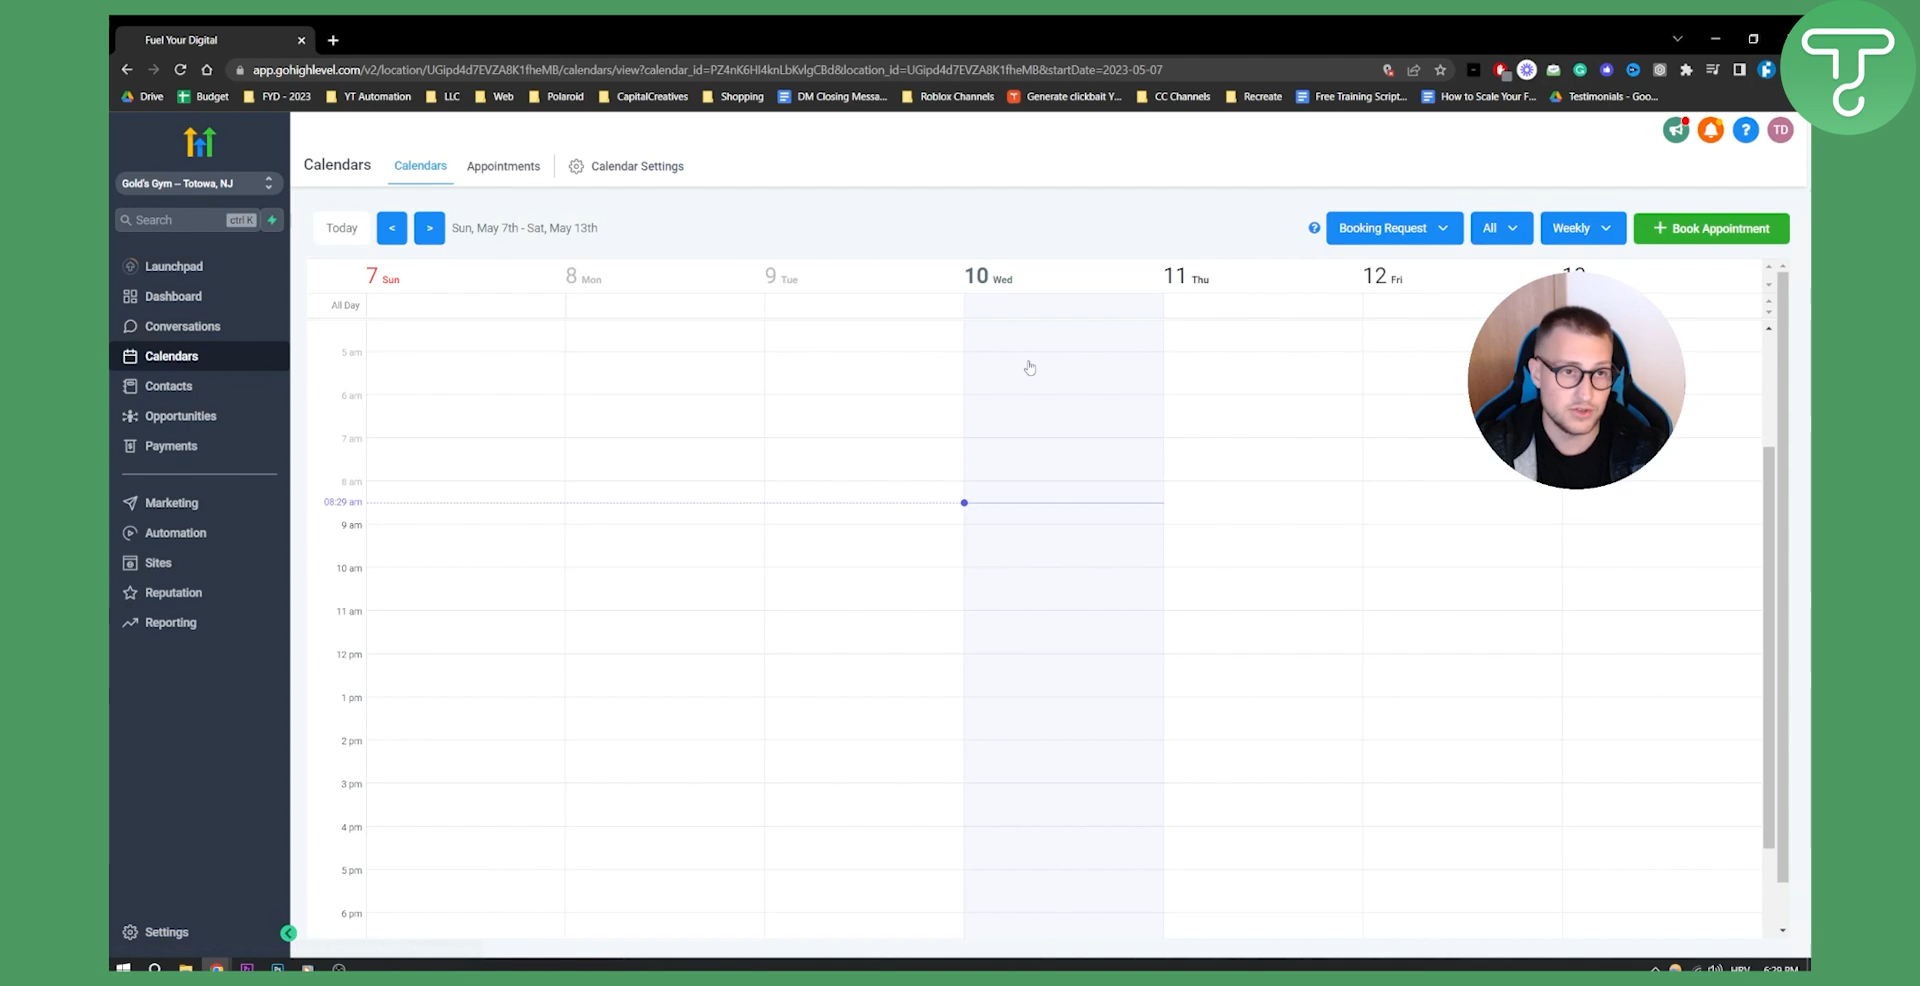 Fuel Your Digital
app.gohighlevel.com/v2/location/UGipd4d7EVZA8K1fheMB/calendars/view?calendar_id=PZ4nK6HI4knLbKvlgCBd&location_id=UGipd4d7EVZA8K1fheMB&startDate=2023-05-07
Drive Budget FYD - 2023 YT Automation LLC Web Polaroid CapitalCreatives Shopping DM Closing Messa... Roblox Channels Generate clickbait Y... CC Channels Recreate Free Training Script... How to Scale Your F... Testimonials - Goo...
Calendars Calendars Appointments Calendar Settings
? TD
Gold's Gym -- Totowa, NJ
Search ctrl K
Launchpad
Dashboard
Conversations
Calendars
Contacts
Opportunities
Payments
Marketing
Automation
Sites
Reputation
Reporting
Settings
Today < > Sun, May 7th - Sat, May 13th ? Booking Request All Weekly + Book Appointment
7 Sun 8 Mon 9 Tue 10 Wed 11 Thu 12 Fri
All Day
5 am
6 am
7 am
8 am
08:29 am
9 am
10 am
11 am
12 pm
1 pm
2 pm
3 pm
4 pm
5 pm
6 pm
HRV 6:29 PM